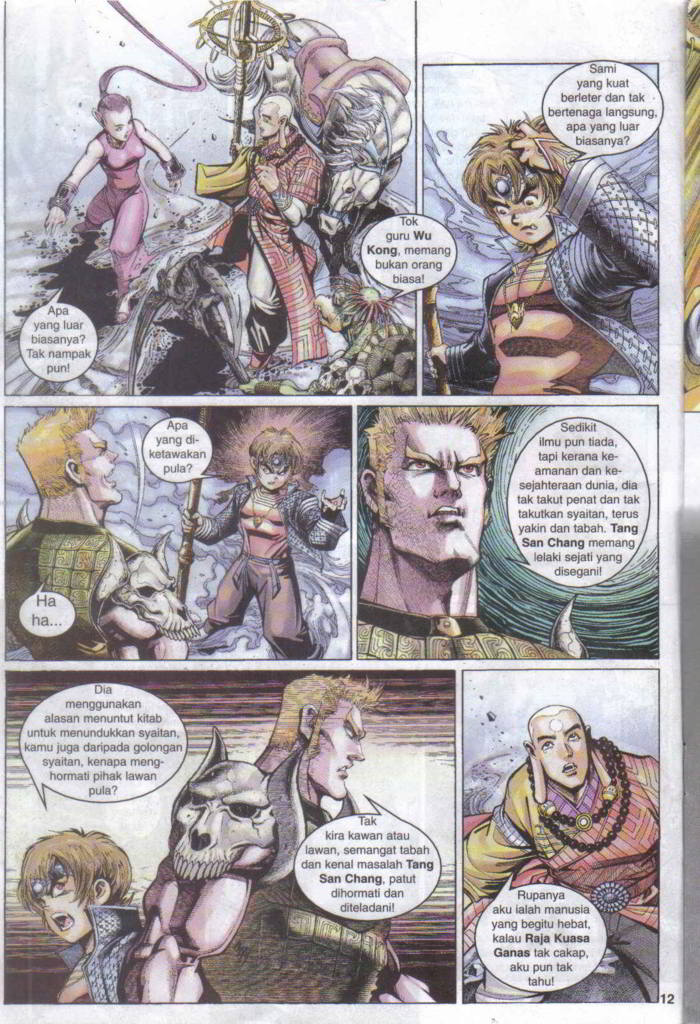 Apa
yang luar
biasanya?
Tak nampak
pun!
Tok
guru Wu
Kong, memang
bukan orang
biasa!
Sami
yang kuat
berleter dan tak
bertenaga langsung,
apa yang luar
biasanya?
Ha
ha...
Apa
yang di-
ketawakan
pula?
Sedikit
ilmu pun tiada,
tapi kerana ke-
amanan dan ke-
sejahteraan dunia, dia
tak takut penat dan tak
takutkan syaitan, terus
yakin dan tabah. Tang
San Chang memang
lelaki sejati yang
disegani!
Dia
menggunakan
alasan menuntut kitab
untuk menundukkan syaitan,
kamu juga daripada golongan
syaitan, kenapa meng-
hormati pihak lawan
pula?
Tak
kira kawan atau
lawan, semangat tabah
dan kenal masalah Tang
San Chang, patut
dihormati dan
diteladani!
Rupanya
aku ialah manusia
yang begitu hebat,
kalau Raja Kuasa
Ganas tak cakap,
aku pun tak
tahu!
12